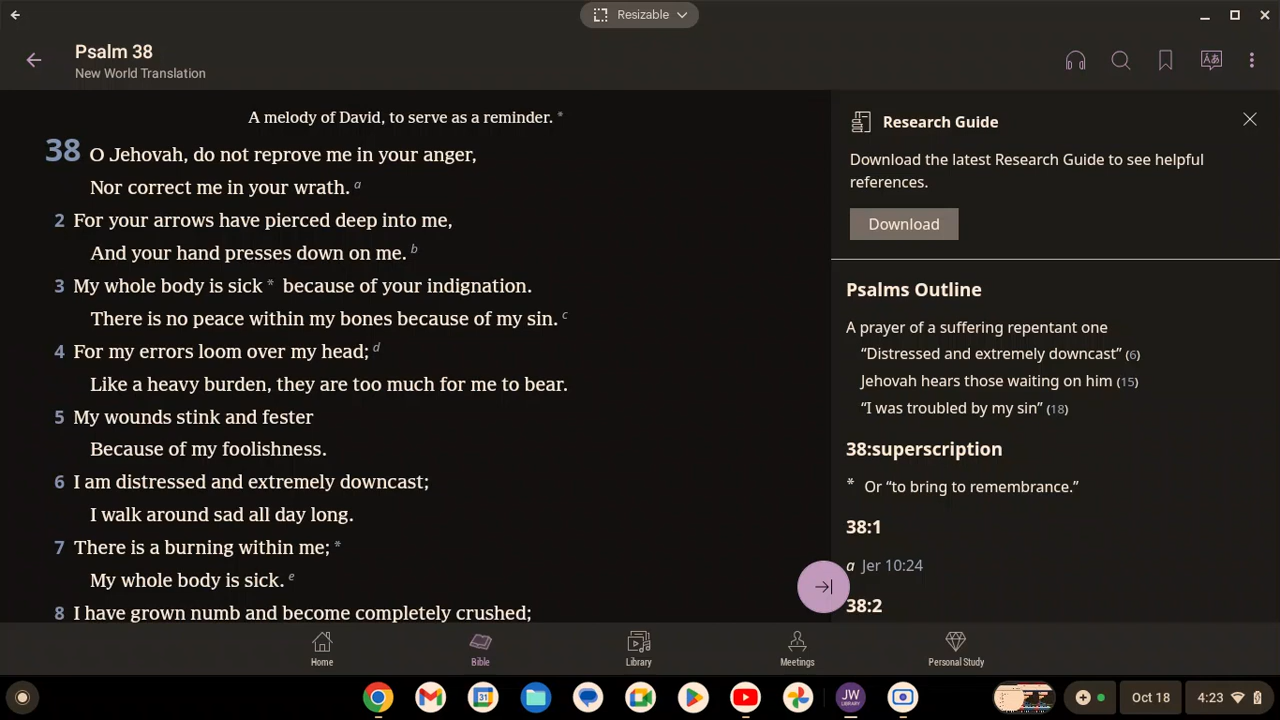 Resizable
Psalm 38
New World Translation
A melody of David, to serve as a reminder. *
38 O Jehovah, do not reprove me in your anger,
Nor correct me in your wrath. a
2 For your arrows have pierced deep into me,
And your hand presses down on me. b
3 My whole body is sick * because of your indignation.
There is no peace within my bones because of my sin. c
4 For my errors loom over my head; d
Like a heavy burden, they are too much for me to bear.
5 My wounds stink and fester
Because of my foolishness.
6 I am distressed and extremely downcast;
I walk around sad all day long.
7 There is a burning within me; *
My whole body is sick. e
8 I have grown numb and become completely crushed;
Research Guide
Download the latest Research Guide to see helpful
references.
Download
Psalms Outline
A prayer of a suffering repentant one
“Distressed and extremely downcast” (6)
Jehovah hears those waiting on him (15)
“I was troubled by my sin” (18)
38:superscription
* Or “to bring to remembrance.”
38:1
a Jer 10:24
38:2
Home
Bible
Library
Meetings
Personal Study
31
JW
LIBRARY
Oct 18
4:23